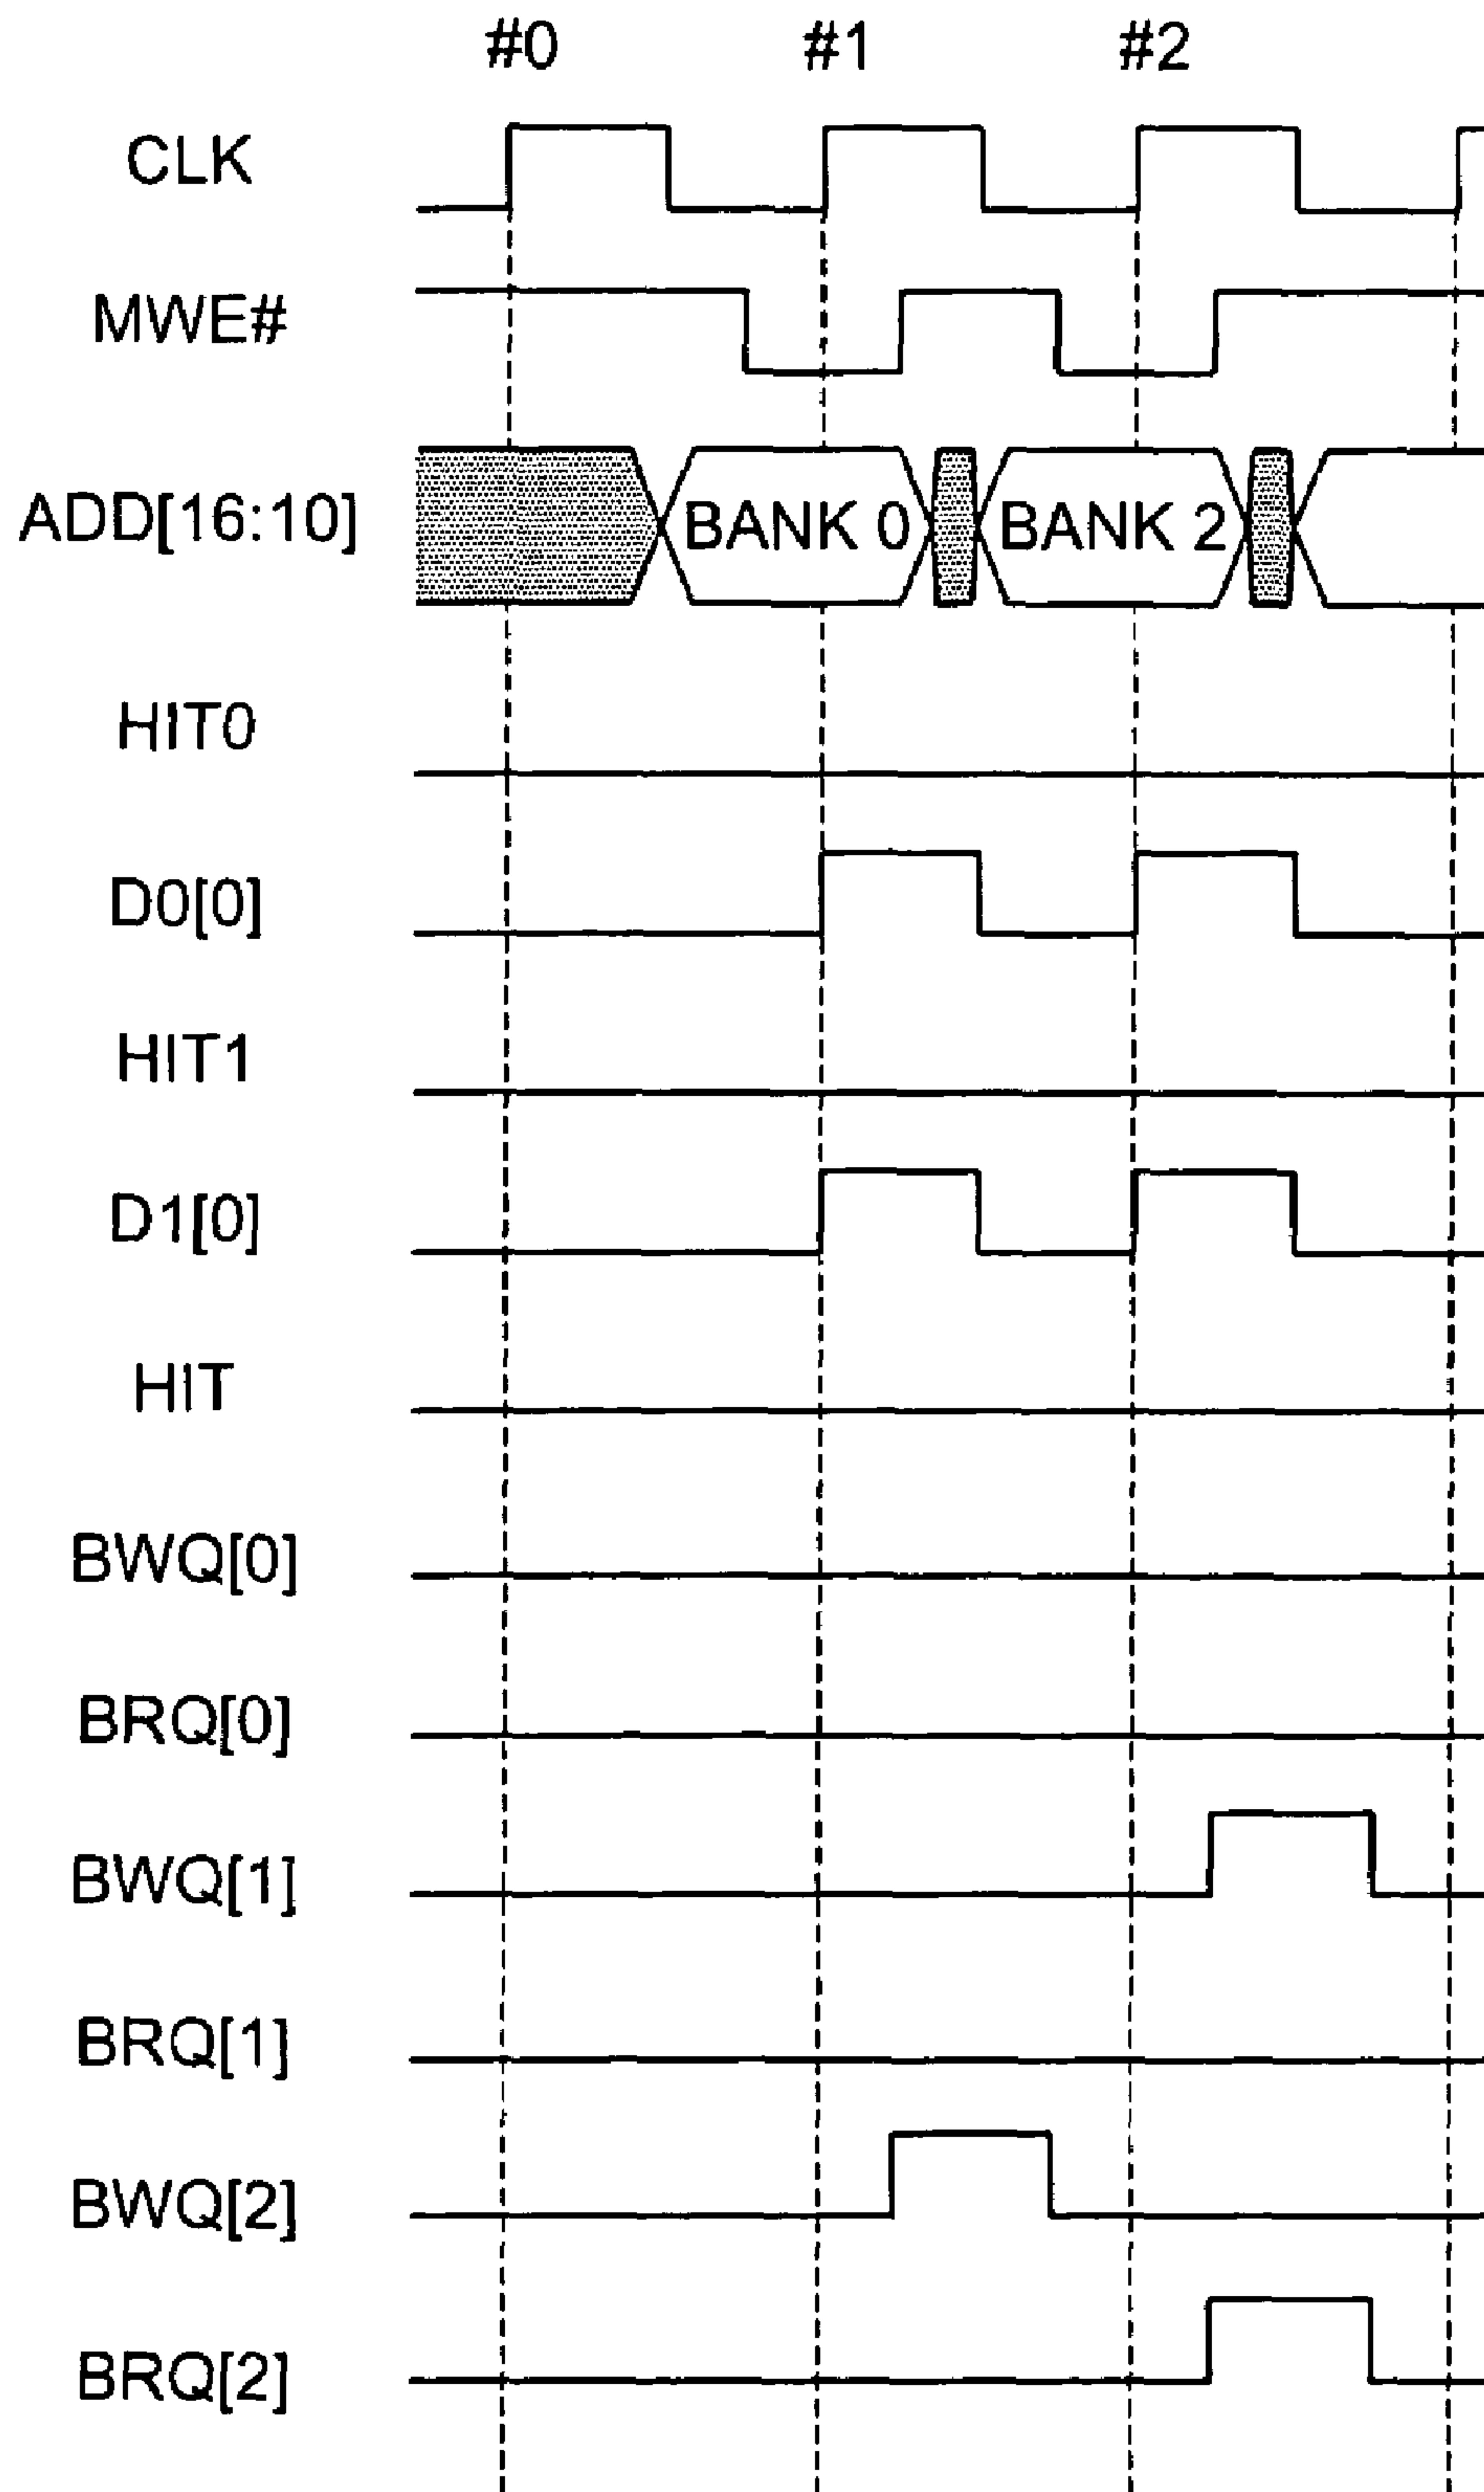 #0 #1 #2
CLK
MWE#
ADD[16:10] BANK 0 BANK 2
HIT0
D0[0]
HIT1
D1[0]
HIT
BWQ[0]
BRQ[0]
BWQ[1]
BRQ[1]
BWQ[2]
BRQ[2]